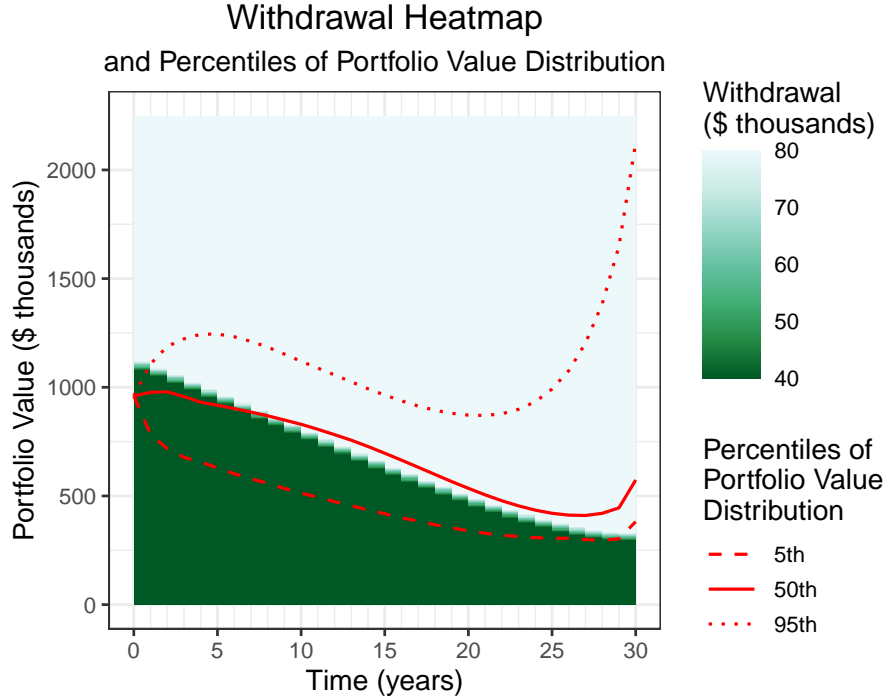 Withdrawal Heatmap
and Percentiles of Portfolio Value Distribution
Portfolio Value ($ thousands)
2000
1500
1000
500
0
0 5 10 15 20 25 30
Time (years)
Withdrawal
($ thousands)
80
70
60
50
40
Percentiles of
Portfolio Value
Distribution
5th
50th
95th